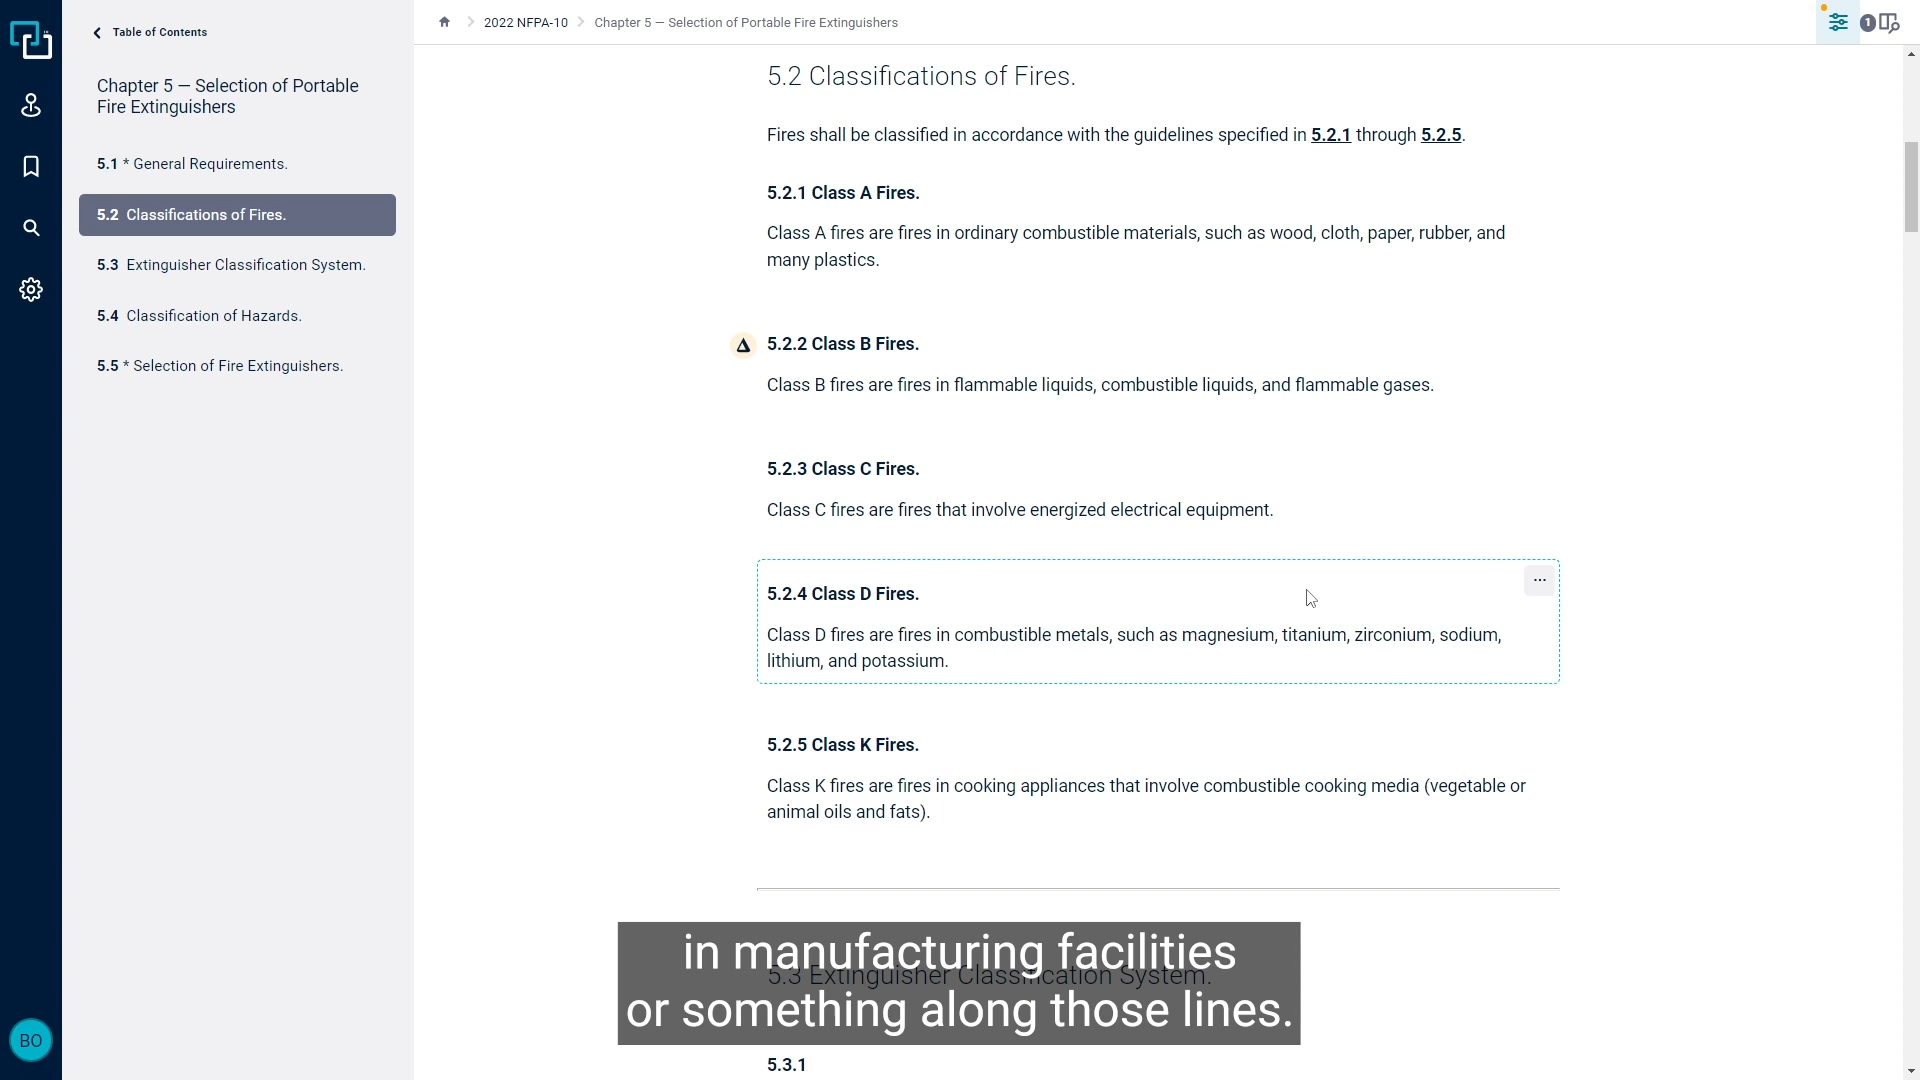 Table of Contents
Chapter 5 — Selection of Portable
Fire Extinguishers
5.1 * General Requirements.
5.2 Classifications of Fires.
5.3 Extinguisher Classification System.
5.4 Classification of Hazards.
5.5 * Selection of Fire Extinguishers.
BO
2022 NFPA-10 > Chapter 5 — Selection of Portable Fire Extinguishers
1
5.2 Classifications of Fires.
Fires shall be classified in accordance with the guidelines specified in 5.2.1 through 5.2.5.
5.2.1 Class A Fires.
Class A fires are fires in ordinary combustible materials, such as wood, cloth, paper, rubber, and
many plastics.
Δ 5.2.2 Class B Fires.
Class B fires are fires in flammable liquids, combustible liquids, and flammable gases.
5.2.3 Class C Fires.
Class C fires are fires that involve energized electrical equipment.
...
5.2.4 Class D Fires.
Class D fires are fires in combustible metals, such as magnesium, titanium, zirconium, sodium,
lithium, and potassium.
5.2.5 Class K Fires.
Class K fires are fires in cooking appliances that involve combustible cooking media (vegetable or
animal oils and fats).
in manufacturing facilities
5.3 Extinguisher Classification System.
or something along those lines.
5.3.1